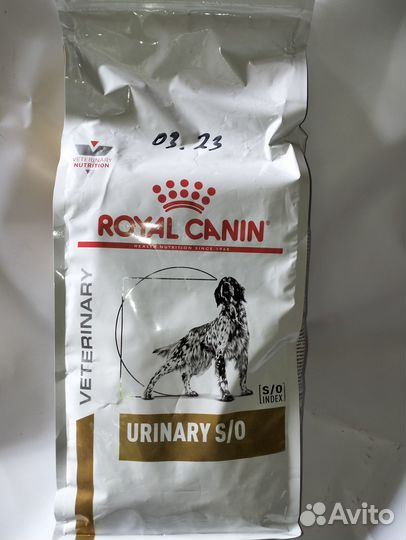 03.23
VETERINARY
NUTRITION
ROYAL CANIN
HEALTH NUTRITION SINCE 1968
VETERINARY
S/O
INDEX
URINARY S/O
Avito